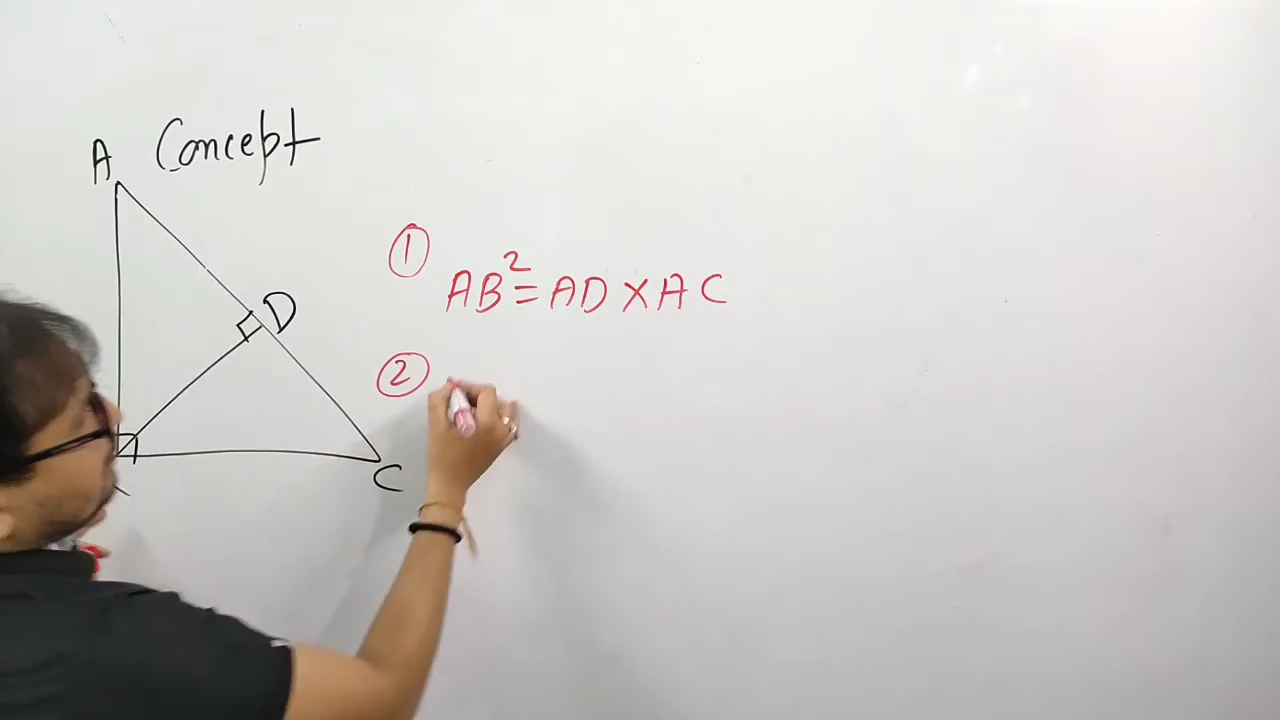 A Concept
①
AB²=AD×AC
D
②
C